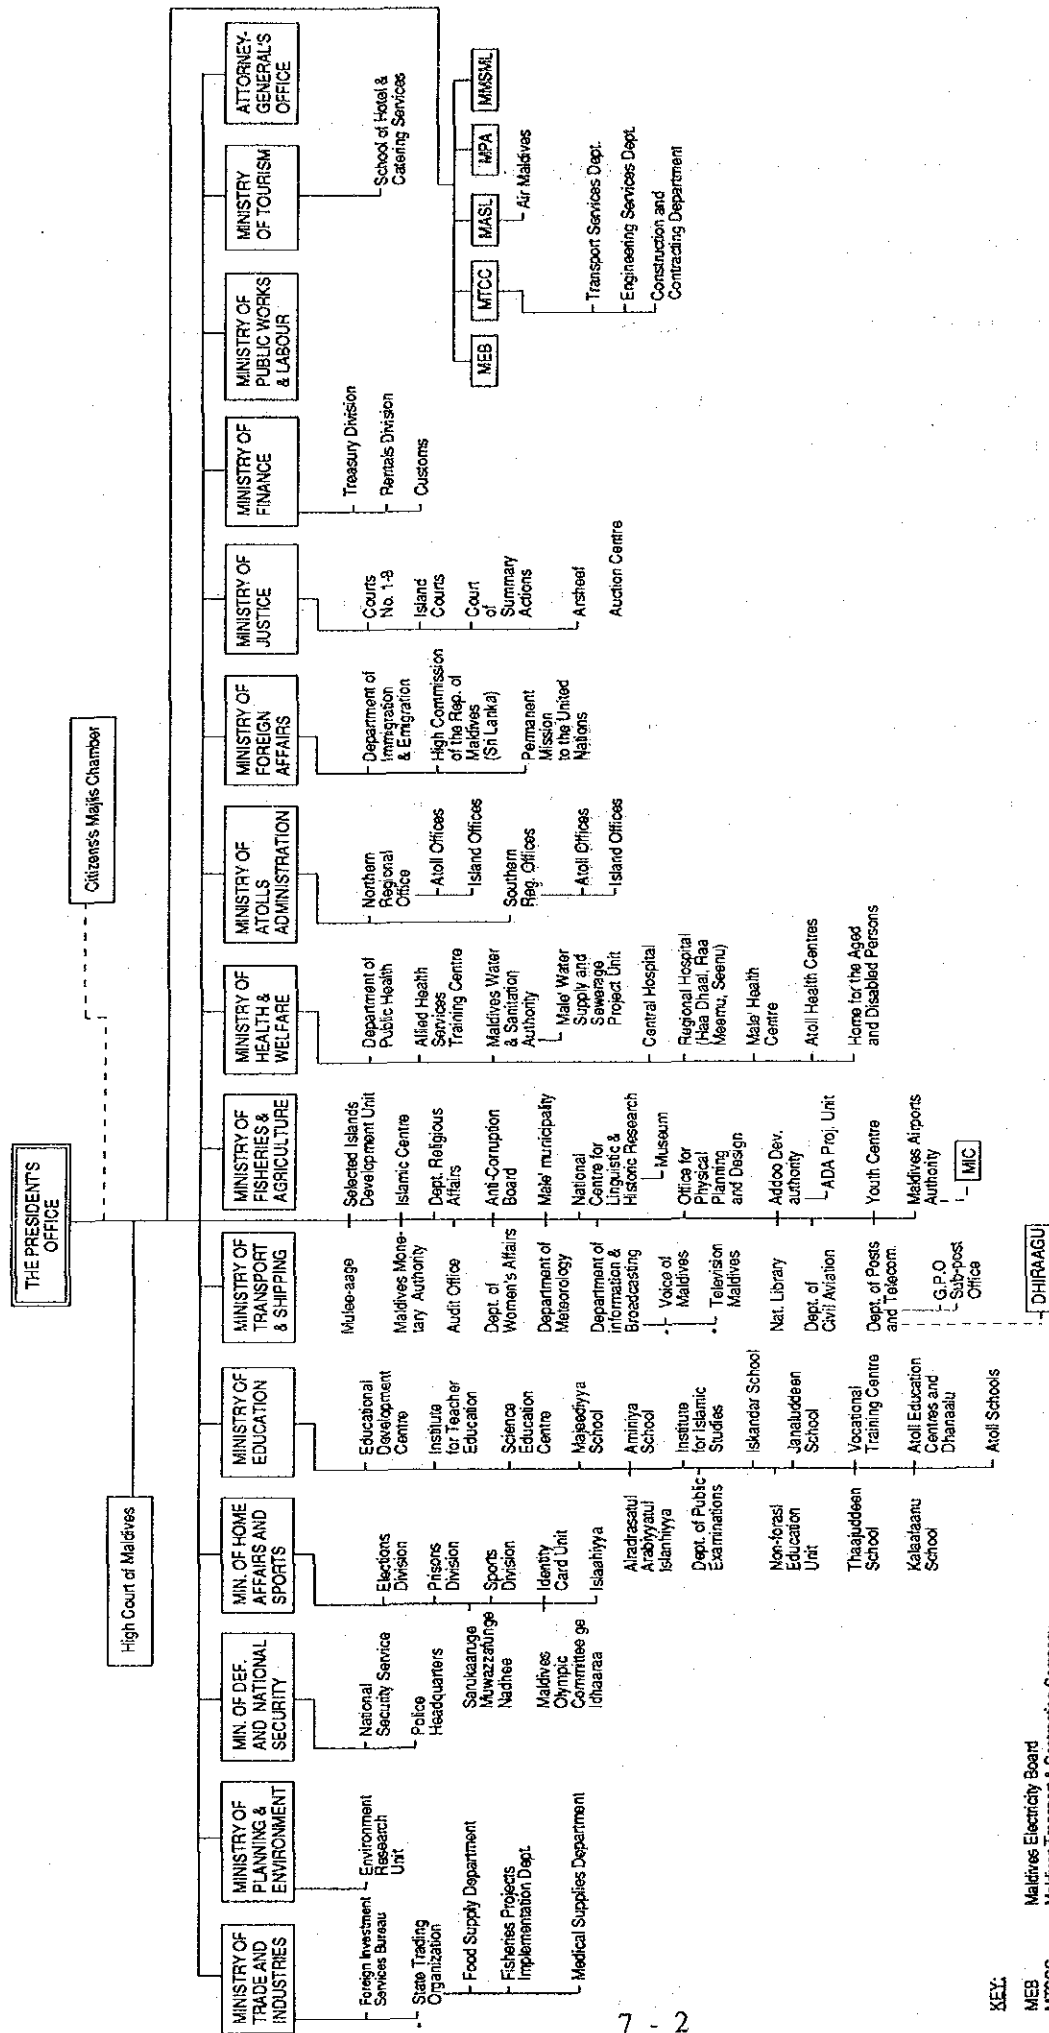 THE PRESIDENT'S
OFFICE
Citizens's Majlis Chamber
High Court of Maldives
MINISTRY OF
TRADE AND
INDUSTRIES
Foreign Investment
Services Bureau
State Trading
Organization
Food Supply Department
Fisheries Projects
Implementation Dept.
Medical Supplies Department
MINISTRY OF
PLANNING &
ENVIRONMENT
Environment
Research
Unit
MIN. OF DEF.
AND NATIONAL
SECURITY
National
Security Service
Police
Headquarters
MIN. OF HOME
AFFAIRS AND
SPORTS
Elections
Division
Prisons
Division
Sarukaaruge
Muwazzafunge
Nadhee
Sports
Division
Maldives
Olympic
Committee ge
Idhaaraa
Identity
Card Unit
Islaahiyya
MINISTRY OF
EDUCATION
Educational
Development
Centre
Institute
for Teacher
Education
Science
Education
Centre
Majeediyya
School
Aminiya
School
Institute
for Islamic
Studies
Iskandar School
Janaluddeen
School
Vocational
Training Centre
Atoll Education
Centres and
Dhanaalu
Atoll Schools
Alradrasatul
Arabiyyatul
Islanhiyya
Dept. of Public
Examinations
Non-forasl
Education
Unit
Thaajuddeen
School
Kalaafaanu
School
MINISTRY OF
TRANSPORT
& SHIPPING
MINISTRY OF
FISHERIES &
AGRICULTURE
Mulee-aage
Maldives Mone-
tary Authority
Audit Office
Dept. of
Women's Affairs
Department of
Meteorology
Department of
information &
Broadcasting
Voice of
Maldives
Television
Maldives
Nat. Library
Dept. of
Civil Aviation
Dept. of Posts
and Telecom.
G.P.O
Sub-post
Office
DHIRAAGU
Selected Islands
Development Unit
Islamic Centre
Dept. Religious
Affairs
Anti-Corruption
Board
Male' municipality
National
Centre for
Linguistic &
Historic Research
Museum
Office for
Physical
Planning
and Design
Addoo Dev.
authority
ADA Proj. Unit
Youth Centre
Maldives Airports
Authority
MIC
MINISTRY OF
HEALTH &
WELFARE
Department of
Public Health
Allied Health
Services
Training Centre
Maldives Water
& Sanitation
Authority
Male' Water
Supply and
Sewerage
Project Unit
Central Hospital
Regional Hospital
(Haa Dhaal, Raa
Meemu, Seenu)
Male' Health
Centre
Atoll Health Centres
Home for the Aged
and Disabled Persons
MINISTRY OF
ATOLLS
ADMINISTRATION
Northern
Regional
Office
Atoll Offices
Island Offices
Southern
Reg. Offices
Atoll Offices
Island Offices
MINISTRY OF
FOREIGN
AFFAIRS
Department of
Immigration
& Emigration
High Commission
of the Rep. of
Maldives
(Sri Lanka)
Permanent
Mission
to the United
Nations
MINISTRY OF
JUSTICE
Courts
No. 1-8
Island
Courts
Court
of
Summary
Actions
Arsheef
Auction Centre
MINISTRY OF
FINANCE
Treasury Division
Rentals Division
Customs
MINISTRY OF
PUBLIC WORKS
& LABOUR
MINISTRY
OF TOURISM
School of Hotel &
Catering Services
ATTORNEY-
GENERAL'S
OFFICE
MEB
MTCC
MASL
MPA
MMSML
Transport Services Dept.
Engineering Services Dept.
Construction and
Contracting Department
Air Maldives
KEY:
MEB Maldives Electricity Board
7 - 2